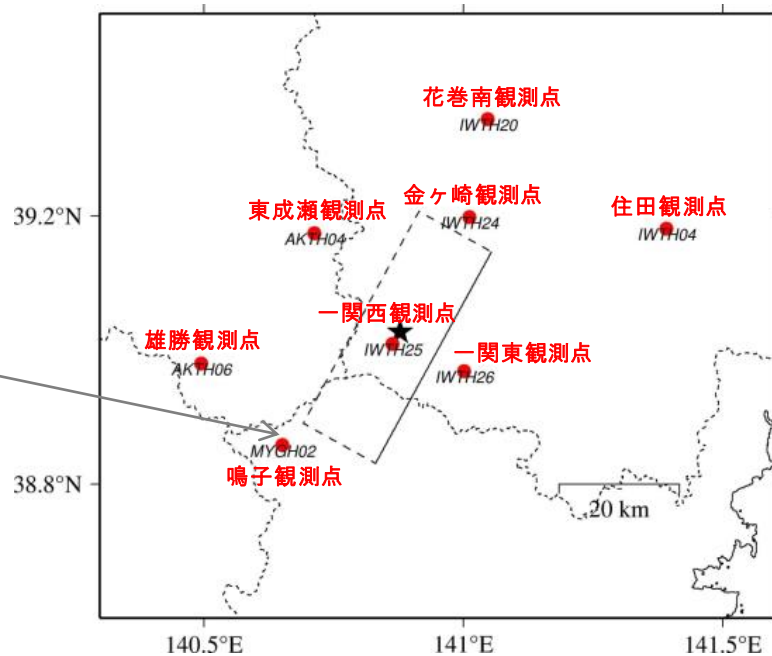 花巻南観測点
IWTH20
金ヶ崎観測点
39.2°N
東成瀬観測点
IWTH24
住田観測点
AKTH04
IWTH04
一関西観測点
雄勝観測点
IWTH25
一関東観測点
AKTH06
IWTH26
MYGH02
鳴子観測点
38.8°N
20 km
140.5°E
141°E
141.5°E